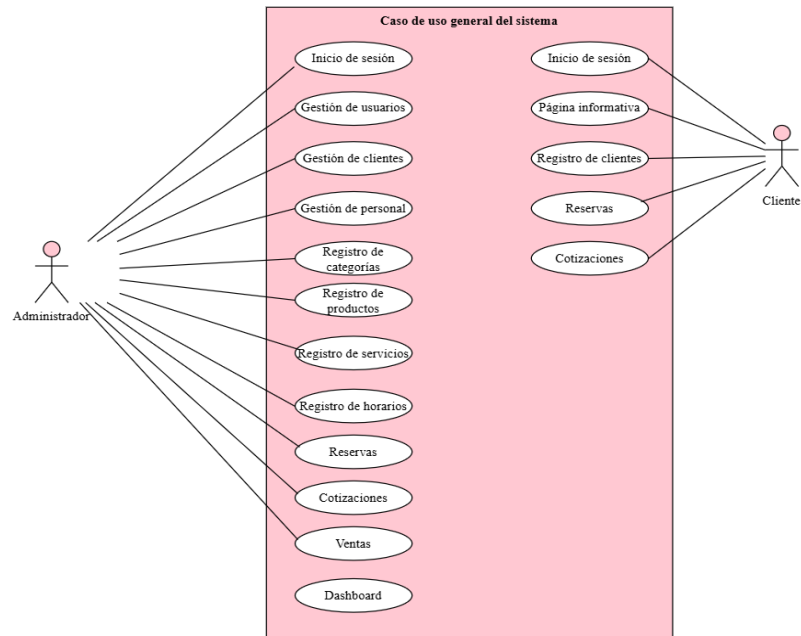 Caso de uso general del sistema
Inicio de sesión
Gestión de usuarios
Gestión de clientes
Gestión de personal
Registro de
categorías
Registro de
productos
Registro de servicios
Registro de horarios
Reservas
Cotizaciones
Ventas
Dashboard
Administrador
Inicio de sesión
Página informativa
Registro de clientes
Reservas
Cotizaciones
Cliente